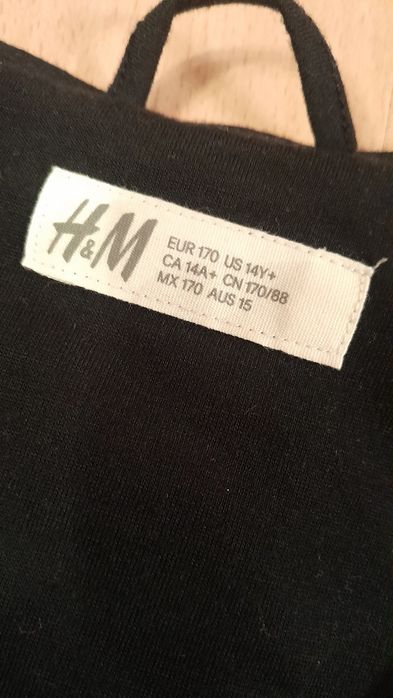 H&M
EUR 170 US 14Y+
CA 14A+ CN 170/88
MX 170 AUS 15